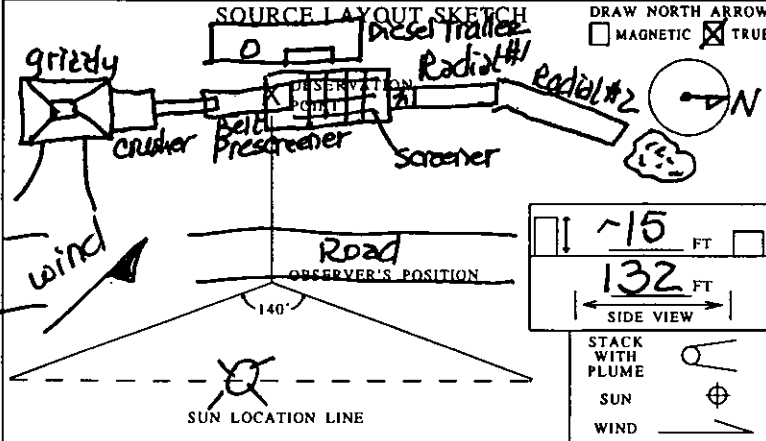 SOURCE LAYOUT SKETCH
DRAW NORTH ARROW
MAGNETIC X TRUE
grizzly
Diesel Trailer
Radial #1
Radial #2
N
OBSERVATION
POINT
X
crusher
Belt
Prescreener
Screener
wind
Road
OBSERVER'S POSITION
140°
~15 FT
132 FT
SIDE VIEW
STACK
WITH
PLUME
SUN
WIND
SUN LOCATION LINE